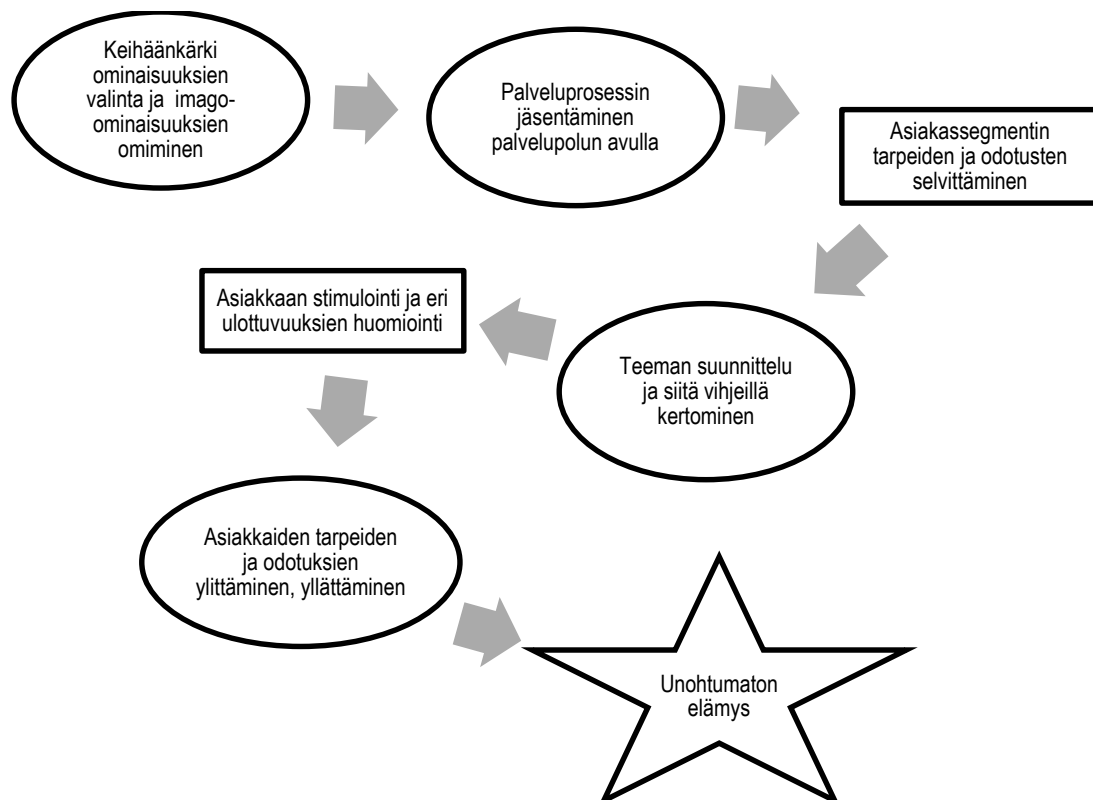 Keihäänkärki
ominaisuuksien
valinta ja imago-
ominaisuuksien
omiminen
Palveluprosessin
jäsentäminen
palvelupolun avulla
Asiakassegmentin
tarpeiden ja odotusten
selvittäminen
Asiakkaan stimulointi ja eri
ulottuvuuksien huomiointi
Teeman suunnittelu
ja siitä vihjeillä
kertominen
Asiakkaiden tarpeiden
ja odotuksien
ylittäminen, yllättäminen
Unohtumaton
elämys